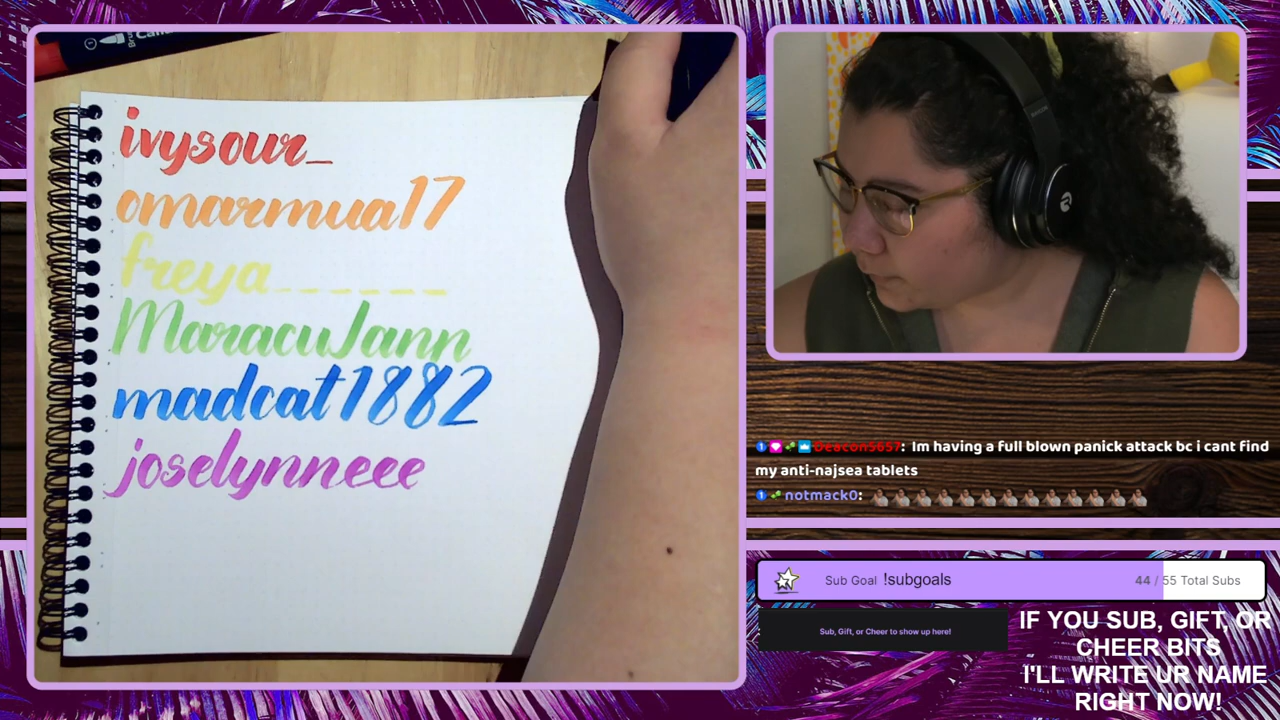 ivysour_
omarmua17
freya______
MaracuJann
madcat1882
joselynneee
Deacon5657: Im having a full blown panick attack bc i cant find
my anti-najsea tablets
notmack0:
Sub Goal !subgoals 44 / 55 Total Subs
Sub, Gift, or Cheer to show up here!
IF YOU SUB, GIFT, OR
CHEER BITS
I'LL WRITE UR NAME
RIGHT NOW!